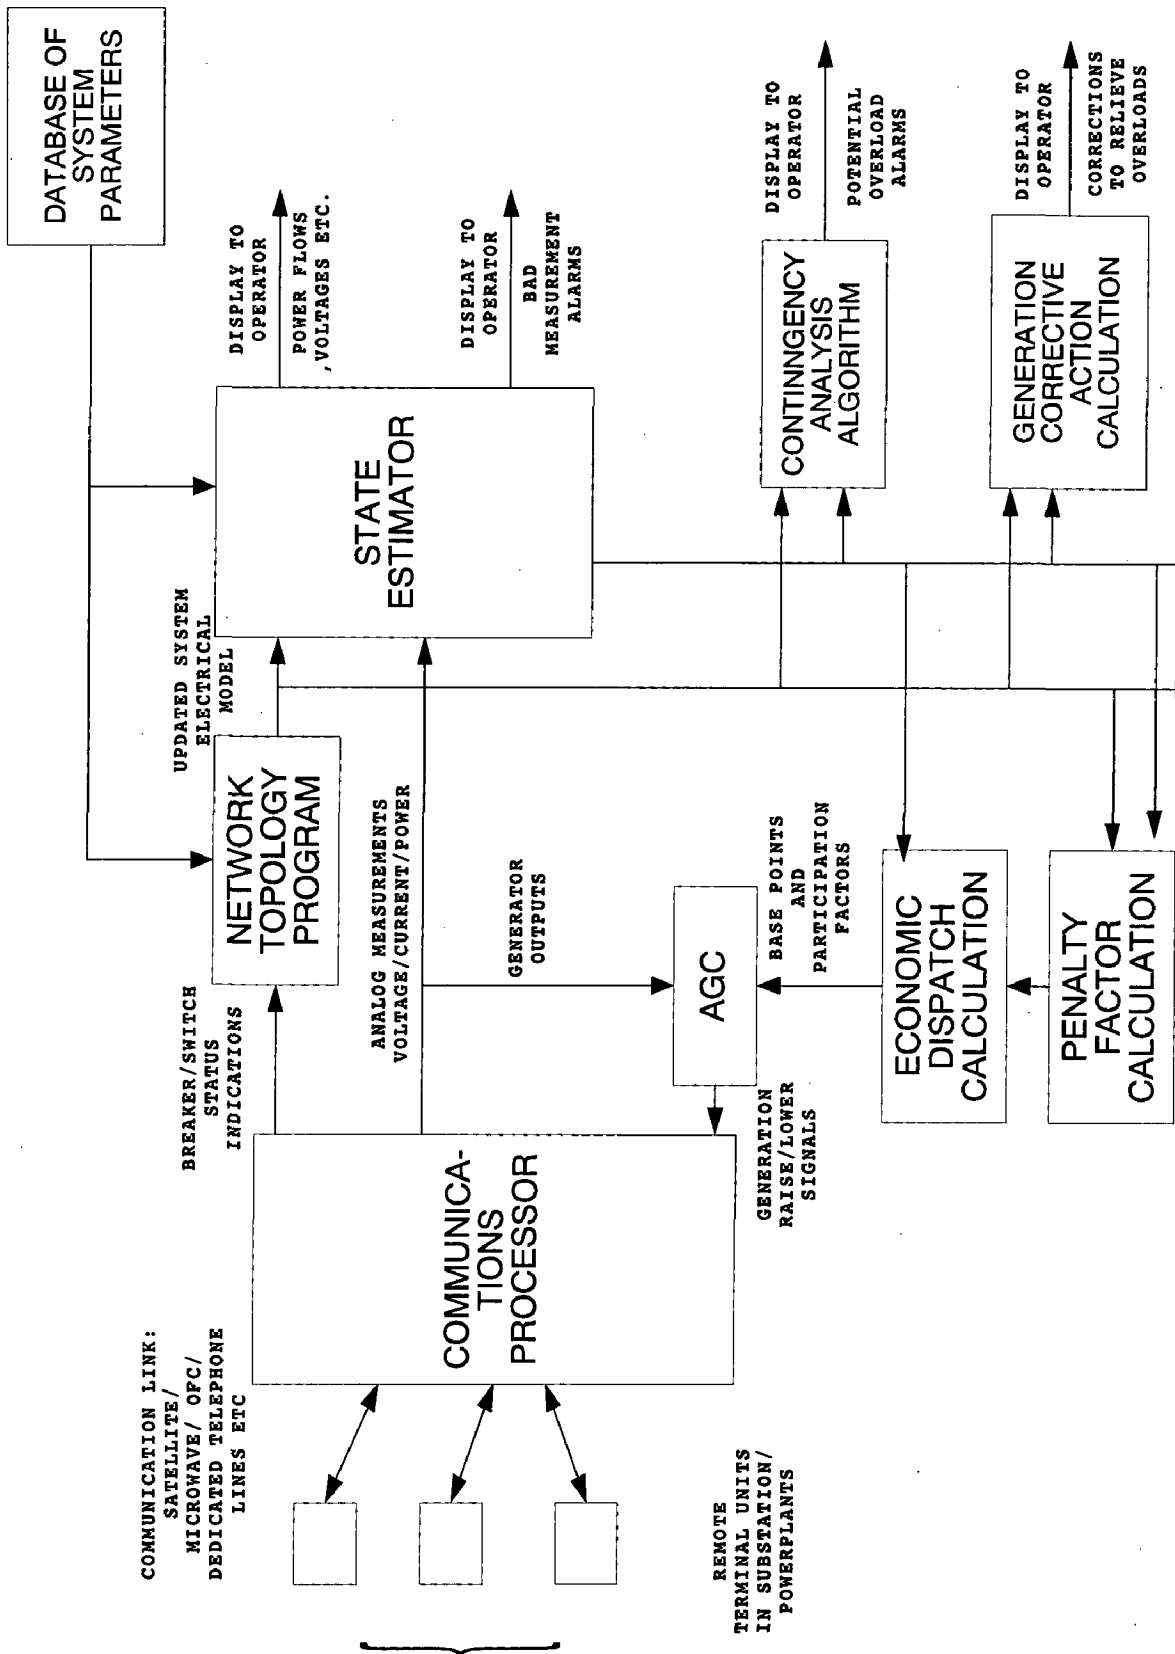 DATABASE OF
SYSTEM
PARAMETERS
UPDATED SYSTEM
ELECTRICAL
MODEL
DISPLAY TO
OPERATOR
POWER FLOWS
,VOLTAGES ETC.
BREAKER/SWITCH
STATUS
INDICATIONS
NETWORK
TOPOLOGY
PROGRAM
STATE
ESTIMATOR
DISPLAY TO
OPERATOR
BAD
MEASUREMENT
ALARMS
COMMUNICATION LINK:
SATELLITE/
MICROWAVE/ OFC/
DEDICATED TELEPHONE
LINES ETC
ANALOG MEASUREMENTS
VOLTAGE/CURRENT/POWER
COMMUNICA-
TIONS
PROCESSOR
GENERATOR
OUTPUTS
AGC
GENERATION
RAISE/LOWER
SIGNALS
BASE POINTS
AND
PARTICIPATION
FACTORS
CONTINNGENCY
ANALYSIS
ALGORITHM
DISPLAY TO
OPERATOR
POTENTIAL
OVERLOAD
ALARMS
REMOTE
TERMINAL UNITS
IN SUBSTATION/
POWERPLANTS
ECONOMIC
DISPATCH
CALCULATION
GENERATION
CORRECTIVE
ACTION
CALCULATION
DISPLAY TO
OPERATOR
CORRECTIONS
TO RELIEVE
OVERLOADS
PENALTY
FACTOR
CALCULATION